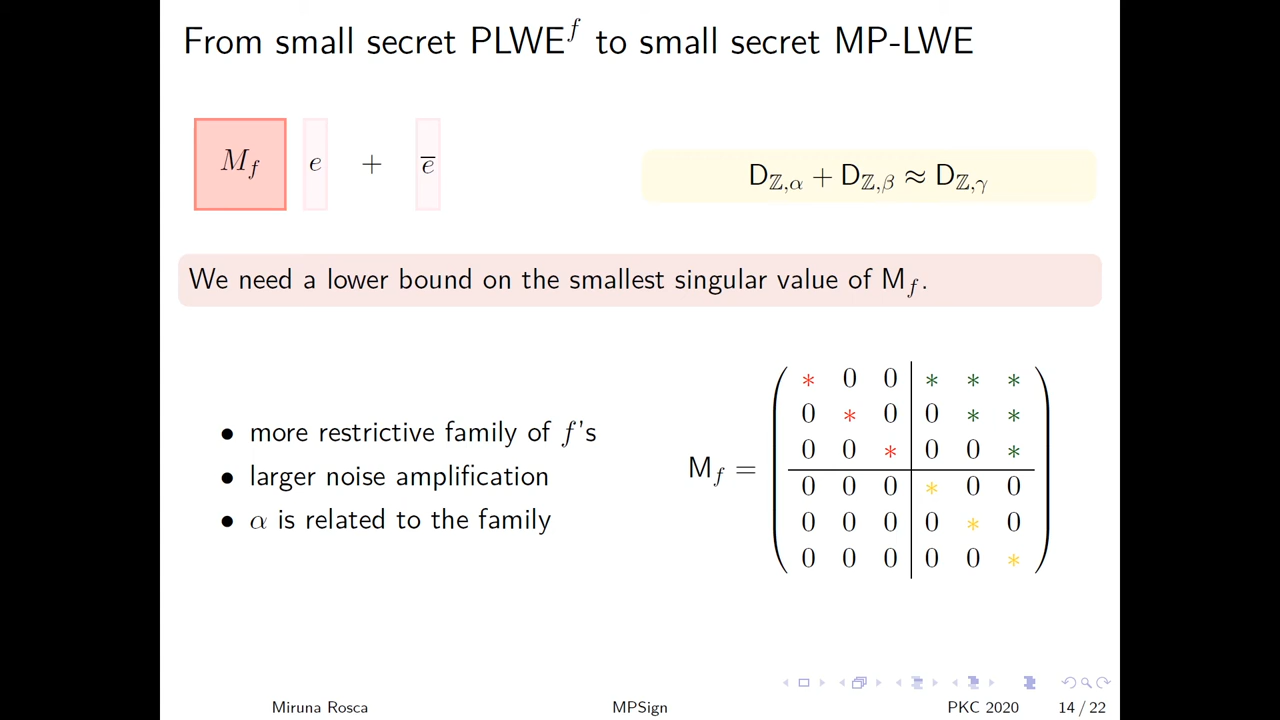 From small secret PLWE^f to small secret MP-LWE
M_f e + e̅
D_{ℤ,α} + D_{ℤ,β} ≈ D_{ℤ,γ}
We need a lower bound on the smallest singular value of M_f.
• more restrictive family of f's
• larger noise amplification
• α is related to the family
M_f =
* 0 0 | * * *
0 * 0 | 0 * *
0 0 * | 0 0 *
0 0 0 | * 0 0
0 0 0 | 0 * 0
0 0 0 | 0 0 *
Miruna Rosca MPSign PKC 2020 14 / 22